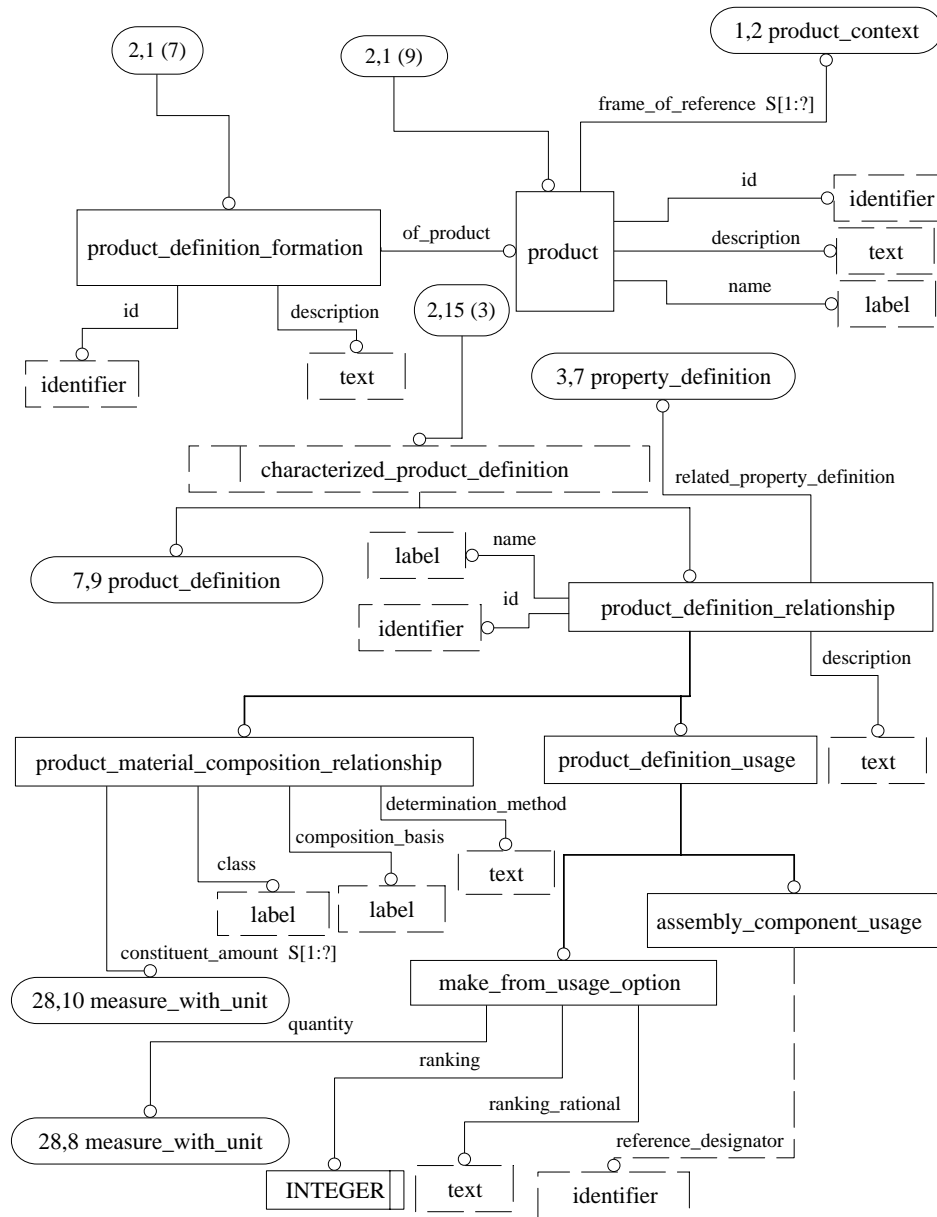 1,2 product_context
2,1 (7)
2,1 (9)
frame_of_reference S[1:?]
id
identifier
product_definition_formation
of_product
product
description
text
name
label
id
description
2,15 (3)
identifier
text
3,7 property_definition
characterized_product_definition
related_property_definition
name
label
7,9 product_definition
id
identifier
product_definition_relationship
description
product_material_composition_relationship
product_definition_usage
text
determination_method
composition_basis
class
text
label
label
assembly_component_usage
constituent_amount S[1:?]
make_from_usage_option
28,10 measure_with_unit
quantity
ranking
ranking_rational
28,8 measure_with_unit
reference_designator
INTEGER
text
identifier